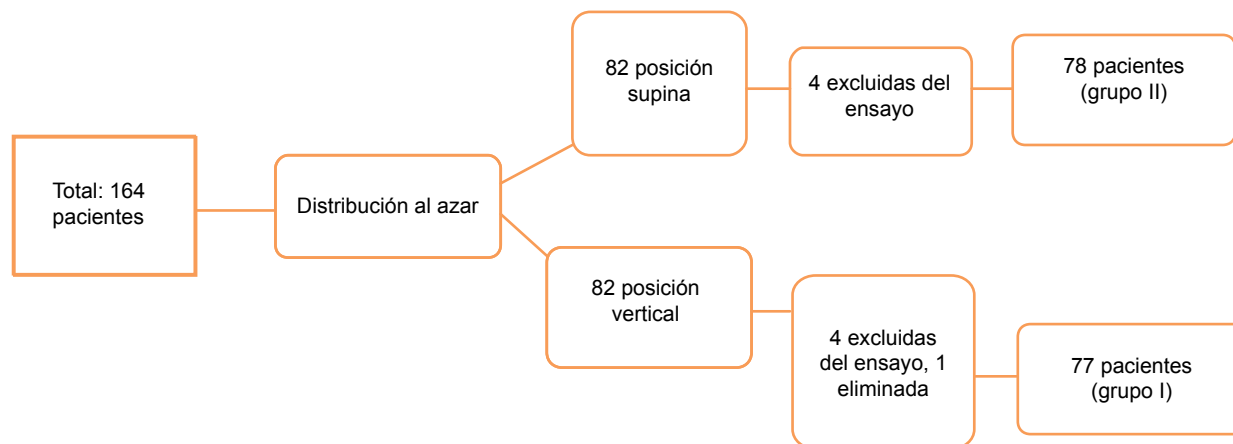 Total: 164
pacientes
Distribución al azar
82 posición
supina
4 excluidas del
ensayo
78 pacientes
(grupo II)
82 posición
vertical
4 excluidas
del ensayo, 1
eliminada
77 pacientes
(grupo I)